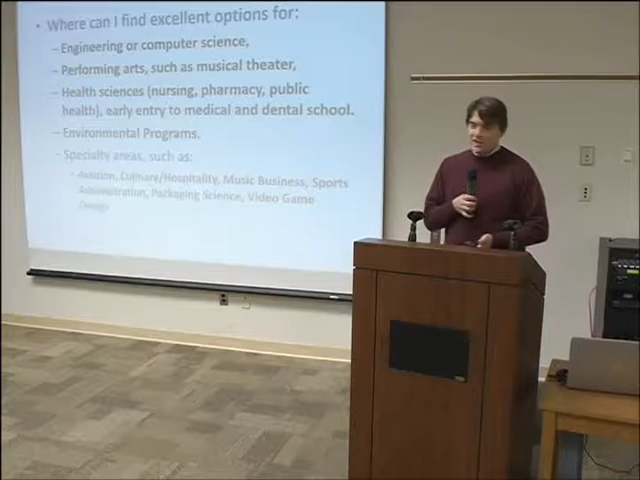 • Where can I find excellent options for:
– Engineering or computer science,
– Performing arts, such as musical theater,
– Health sciences (nursing, pharmacy, public
health), early entry to medical and dental school.
– Environmental Programs.
– Specialty areas, such as:
• Aviation, Culinary/Hospitality, Music Business, Sports
Administration, Packaging Science, Video Game
Design